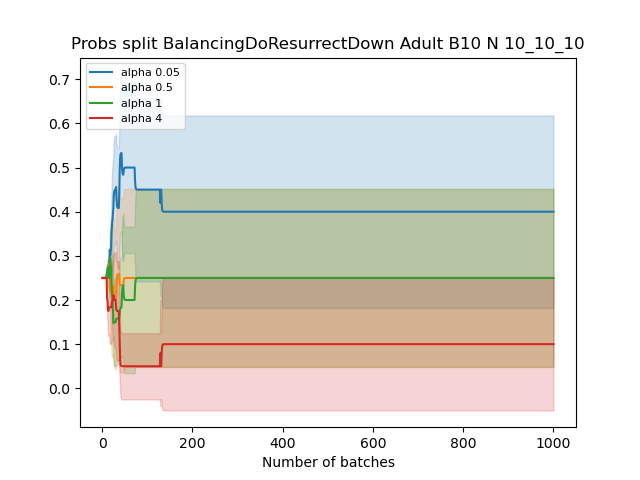 Probs split BalancingDoResurrectDown Adult B10 N 10_10_10
alpha 0.05
alpha 0.5
alpha 1
alpha 4
0.7
0.6
0.5
0.4
0.3
0.2
0.1
0.0
0 200 400 600 800 1000
Number of batches